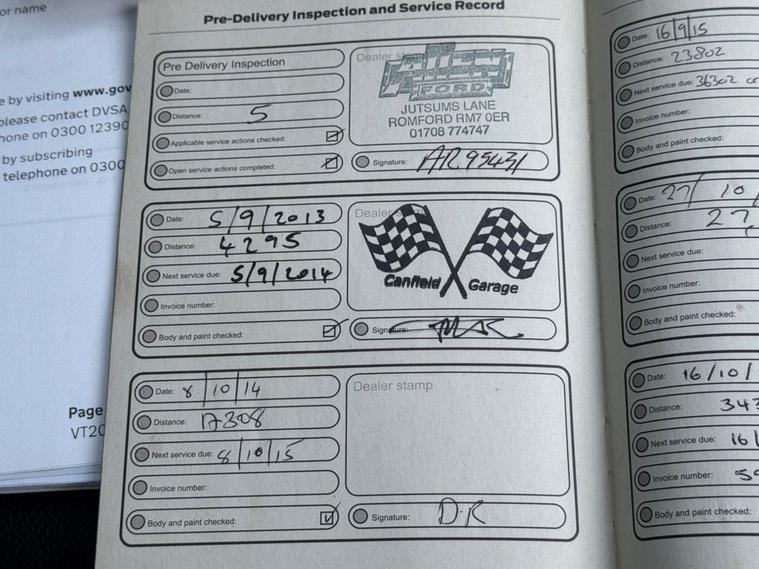 or name
e by visiting www.gov
please contact DVSA
hone on 0300 12390
by subscribing
telephone on 0300
Page
VT20
Pre-Delivery Inspection and Service Record
Pre Delivery Inspection
Date:
Distance: 5
Applicable service actions checked:
Open service actions completed:
Dealer
ALLEN
FORD
JUTSUMS LANE
ROMFORD RM7 0ER
01708 774747
Signature: AR95431
Date: 5/9/2013
Distance: 4295
Next service due: 5/9/2014
Invoice number:
Body and paint checked:
Dealer
Canfield Garage
Signature:
Date: 8/10/14
Distance: 17308
Next service due: 8/10/15
Invoice number:
Body and paint checked:
Dealer stamp
Signature: D.R
Date: 16/9/15
Distance: 23802
Next service due: 36302 or
Invoice number:
Body and paint checked:
Date: 27/10/
Distance: 27
Next service due:
Invoice number:
Body and paint checked:
Date: 16/10/
Distance: 343
Next service due: 16/
Invoice number:
Body and paint checked: